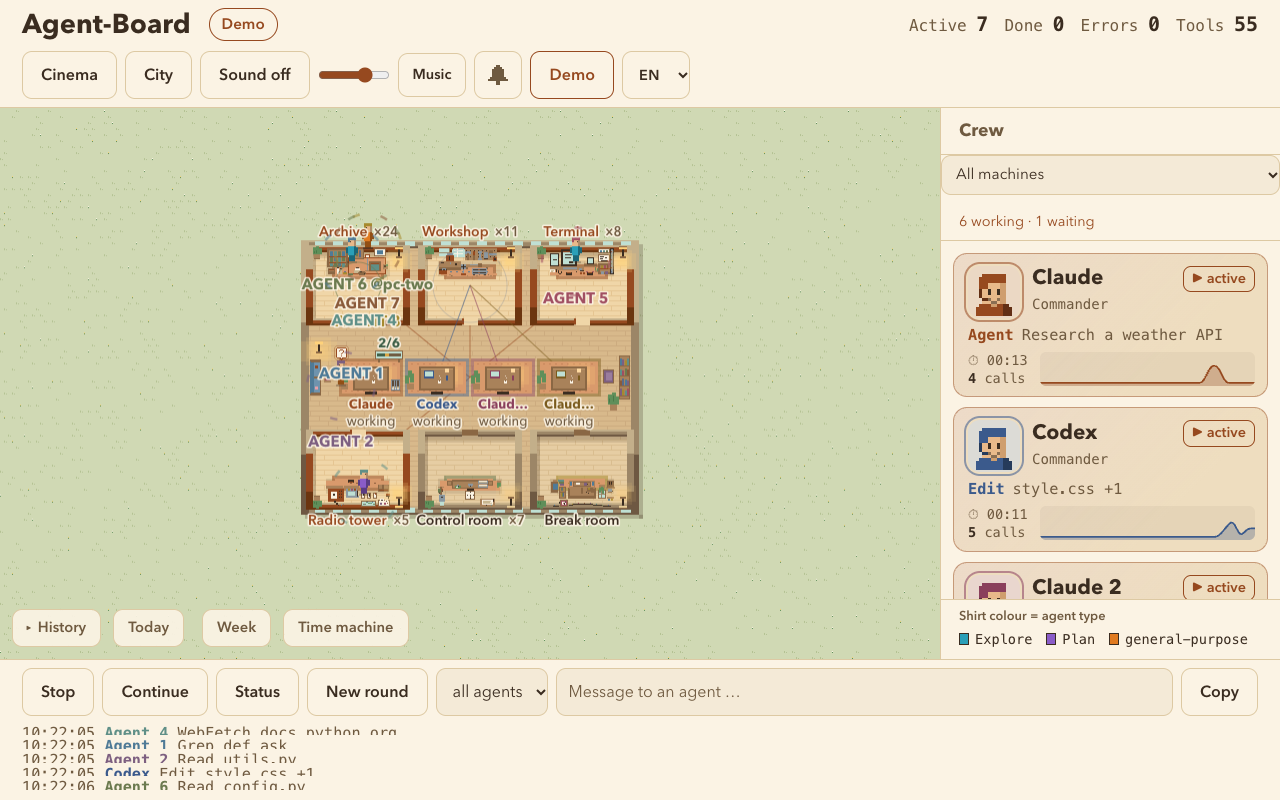 Agent-Board Demo
Active 7 Done 0 Errors 0 Tools 55
Cinema City Sound off Music Demo EN
Archive ×24 Workshop ×11 Terminal ×8
AGENT 6 @pc-two
AGENT 7
AGENT 5
AGENT 4
2/6
AGENT 1
Claude Codex Claud... Claud...
working working working working
AGENT 2
Radio tower ×5 Control room ×7 Break room
▸ History Today Week Time machine
Crew
All machines
6 working · 1 waiting
Claude
active
Commander
Agent Research a weather API
00:13
4 calls
Codex
active
Commander
Edit style.css +1
00:11
5 calls
Claude 2
active
Shirt colour = agent type
Explore Plan general-purpose
Stop Continue Status New round all agents Message to an agent … Copy
10:22:05 Agent 4 WebFetch docs.python.org
10:22:05 Agent 1 Grep def ask
10:22:05 Agent 2 Read utils.py
10:22:05 Codex Edit style.css +1
10:22:06 Agent 6 Read config.py